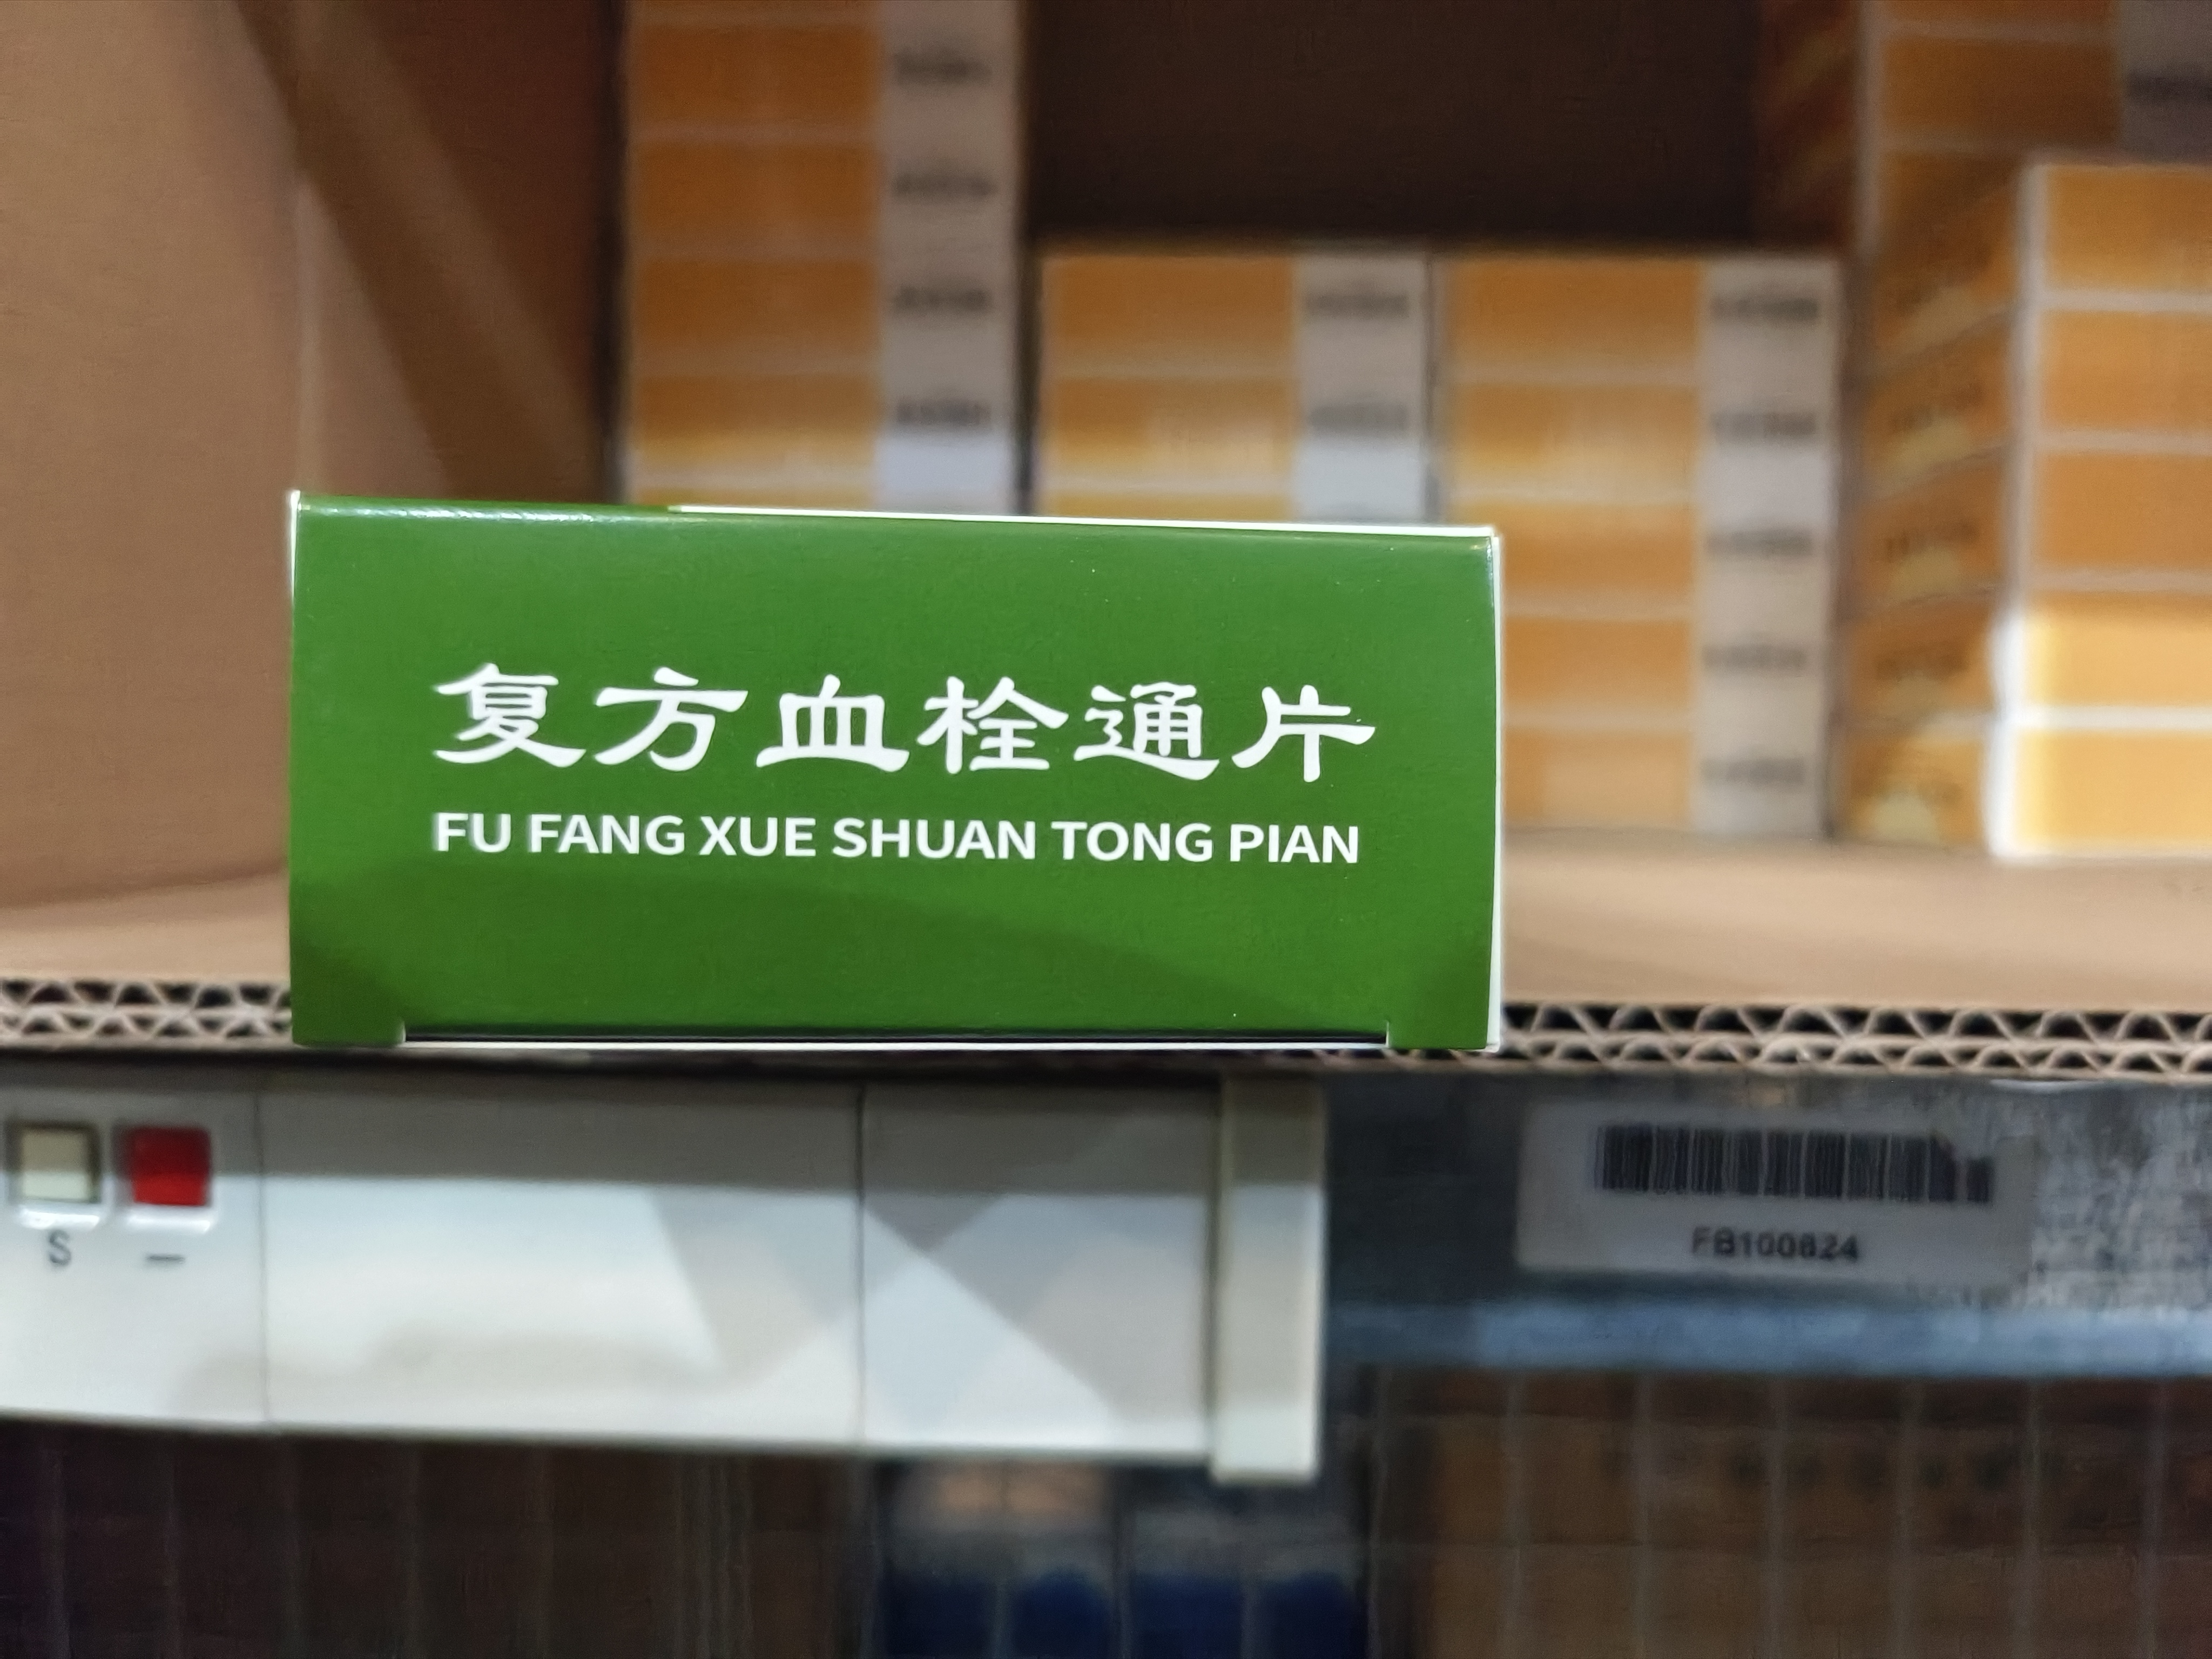 复方血栓通片
FU FANG XUE SHUAN TONG PIAN
S
FB100824